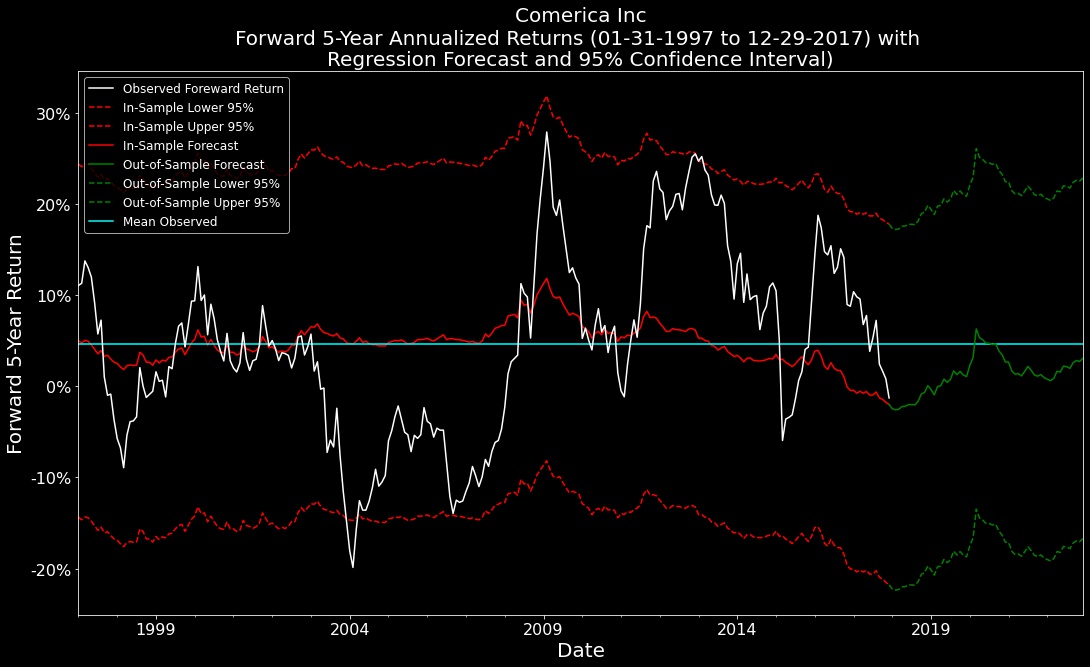 Comerica Inc
Forward 5-Year Annualized Returns (01-31-1997 to 12-29-2017) with
Regression Forecast and 95% Confidence Interval)
Observed Foreward Return
In-Sample Lower 95%
In-Sample Upper 95%
In-Sample Forecast
Out-of-Sample Forecast
Out-of-Sample Lower 95%
Out-of-Sample Upper 95%
Mean Observed
Forward 5-Year Return
30%
20%
10%
0%
-10%
-20%
1999
2004
2009
2014
2019
Date